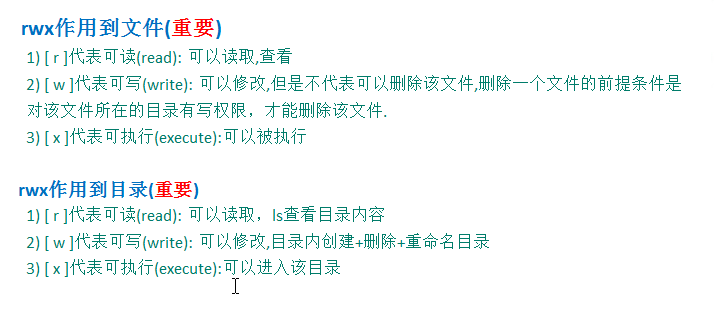 rwx作用到文件(重要)
1) [ r ]代表可读(read): 可以读取,查看
2) [ w ]代表可写(write): 可以修改,但是不代表可以删除该文件,删除一个文件的前提条件是
对该文件所在的目录有写权限，才能删除该文件.
3) [ x ]代表可执行(execute):可以被执行
rwx作用到目录(重要)
1) [ r ]代表可读(read): 可以读取，ls查看目录内容
2) [ w ]代表可写(write): 可以修改,目录内创建+删除+重命名目录
3) [ x ]代表可执行(execute):可以进入该目录